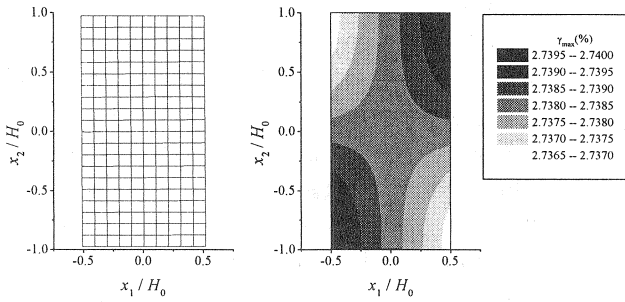 1.0
0.5
0.0
-0.5
-1.0
x2 / H0
-0.5 0.0 0.5
x1 / H0
1.0
0.5
0.0
-0.5
-1.0
x2 / H0
-0.5 0.0 0.5
x1 / H0
γmax(%)
2.7395 -- 2.7400
2.7390 -- 2.7395
2.7385 -- 2.7390
2.7380 -- 2.7385
2.7375 -- 2.7380
2.7370 -- 2.7375
2.7365 -- 2.7370